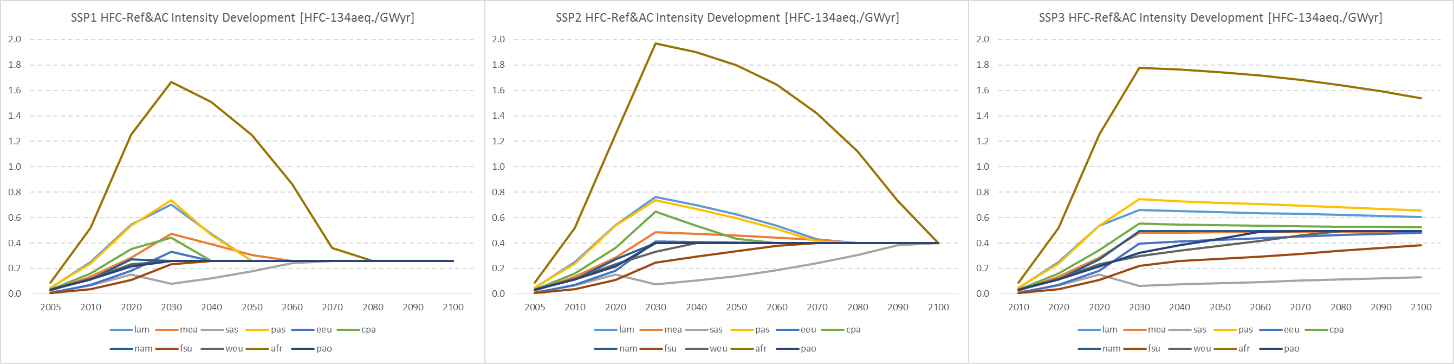 SSP1 HFC-Ref&AC Intensity Development [HFC-134aeq./GWyr]
2.0
1.8
1.6
1.4
1.2
1.0
0.8
0.6
0.4
0.2
0.0
2005 2010 2020 2030 2040 2050 2060 2070 2080 2090 2100
lam mea sas pas eeu cpa
nam fsu weu afr pao
SSP2 HFC-Ref&AC Intensity Development [HFC-134aeq./GWyr]
2.0
1.8
1.6
1.4
1.2
1.0
0.8
0.6
0.4
0.2
0.0
2005 2010 2020 2030 2040 2050 2060 2070 2080 2090 2100
lam mea sas pas eeu cpa
nam fsu weu afr pao
SSP3 HFC-Ref&AC Intensity Development [HFC-134aeq./GWyr]
2.0
1.8
1.6
1.4
1.2
1.0
0.8
0.6
0.4
0.2
0.0
2010 2010 2020 2030 2040 2050 2060 2070 2080 2090 2100
lam mea sas pas eeu cpa
nam fsu weu afr pao